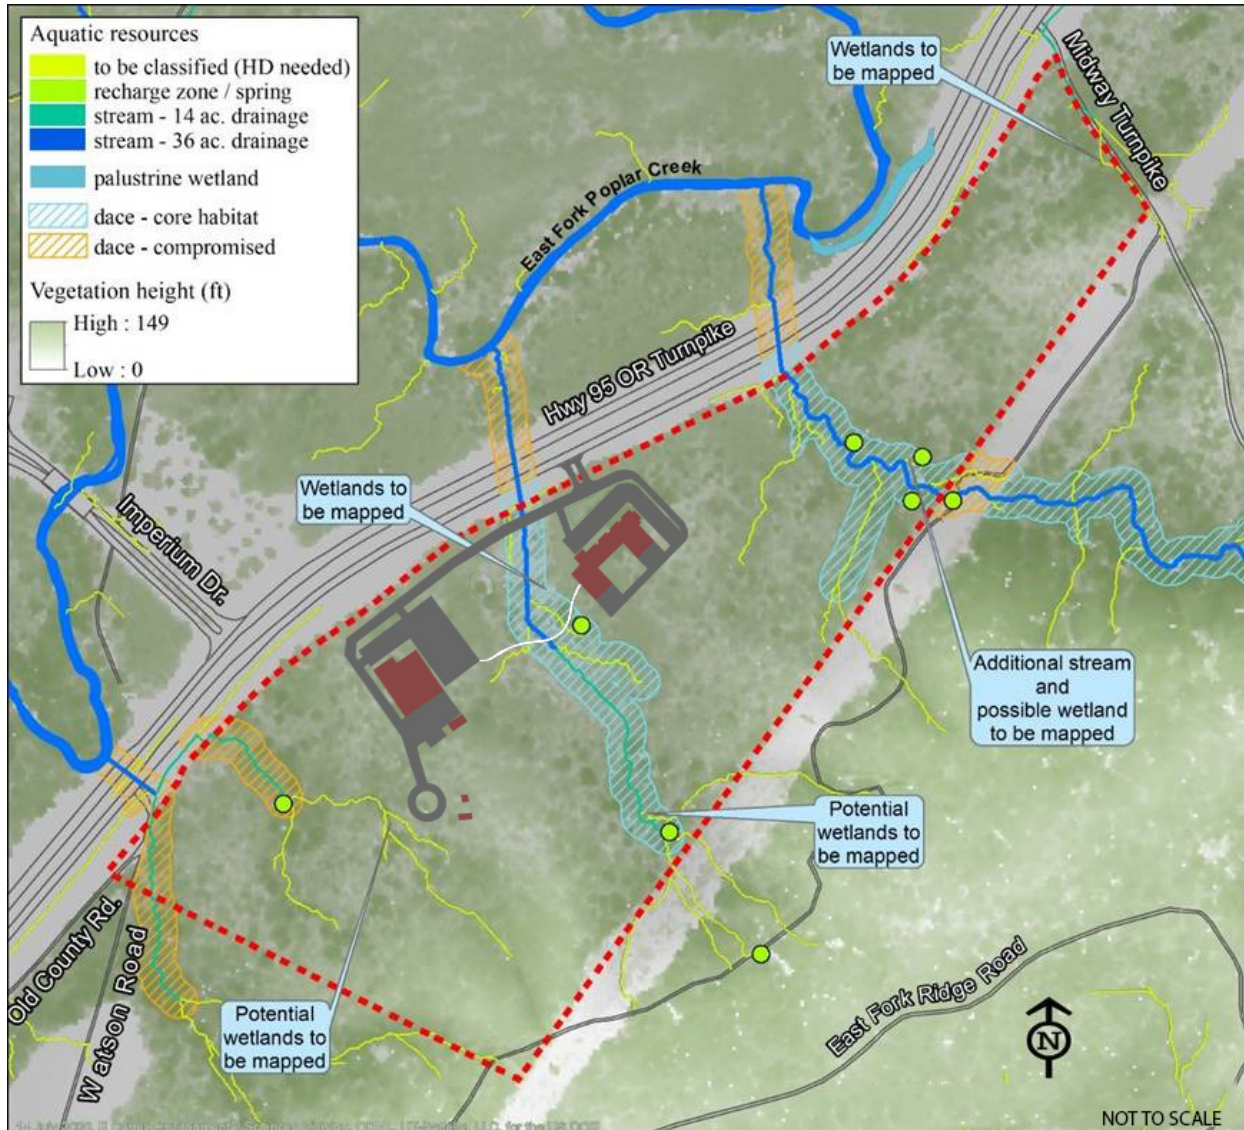 Aquatic resources
to be classified (HD needed)
recharge zone / spring
stream - 14 ac. drainage
stream - 36 ac. drainage
palustrine wetland
dace - core habitat
dace - compromised
Vegetation height (ft)
High : 149
Low : 0
Wetlands to
be mapped
Midway Turnpike
East Fork Poplar Creek
Hwy 95 OR Turnpike
Wetlands to
be mapped
Imperium Dr.
Additional stream
and
possible wetland
to be mapped
Potential
wetlands to
be mapped
Old County Rd.
Watson Road
Potential
wetlands to
be mapped
East Fork Ridge Road
N
NOT TO SCALE